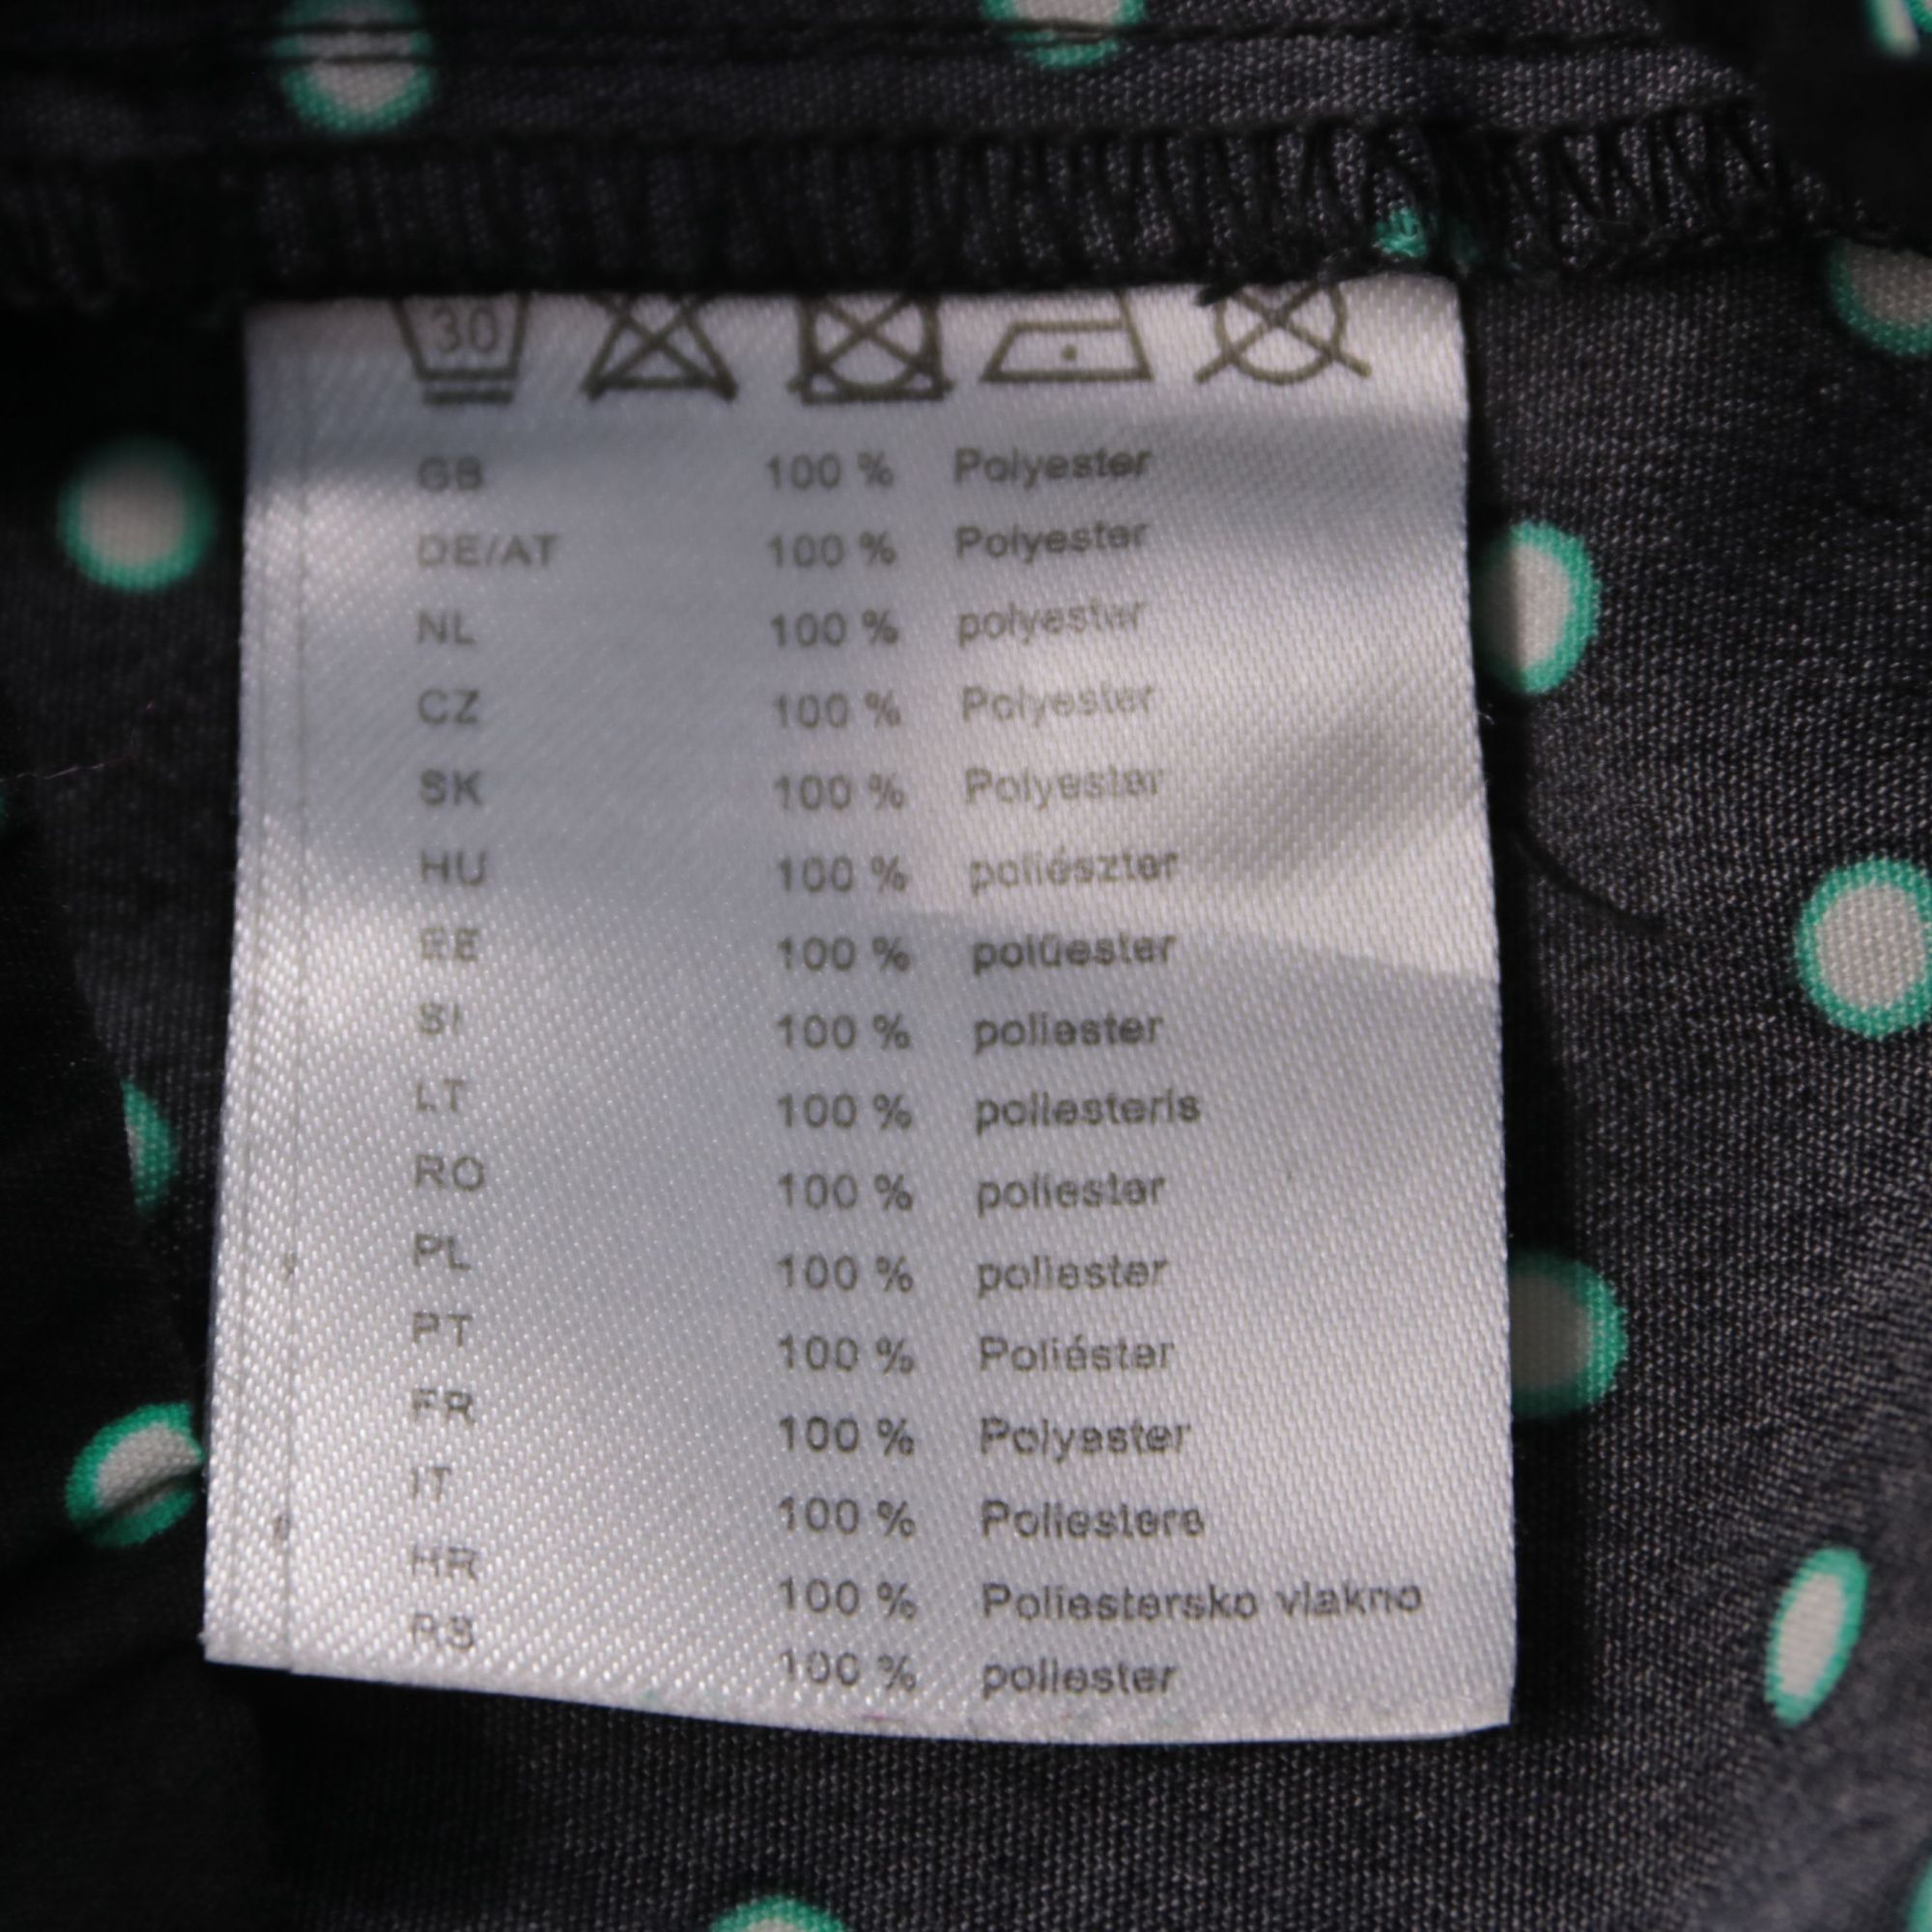 30
GB 100 % Polyester
DE/AT 100 % Polyester
NL 100 % polyester
CZ 100 % Polyester
SK 100 % Polyester
HU 100 % poliészter
EE 100 % polüester
SI 100 % poliester
LT 100 % poliesteris
RO 100 % poliester
PL 100 % poliester
PT 100 % Poliéster
FR 100 % Polyester
IT 100 % Poliestere
HR 100 % Poliestersko vlakno
RS 100 % poliester